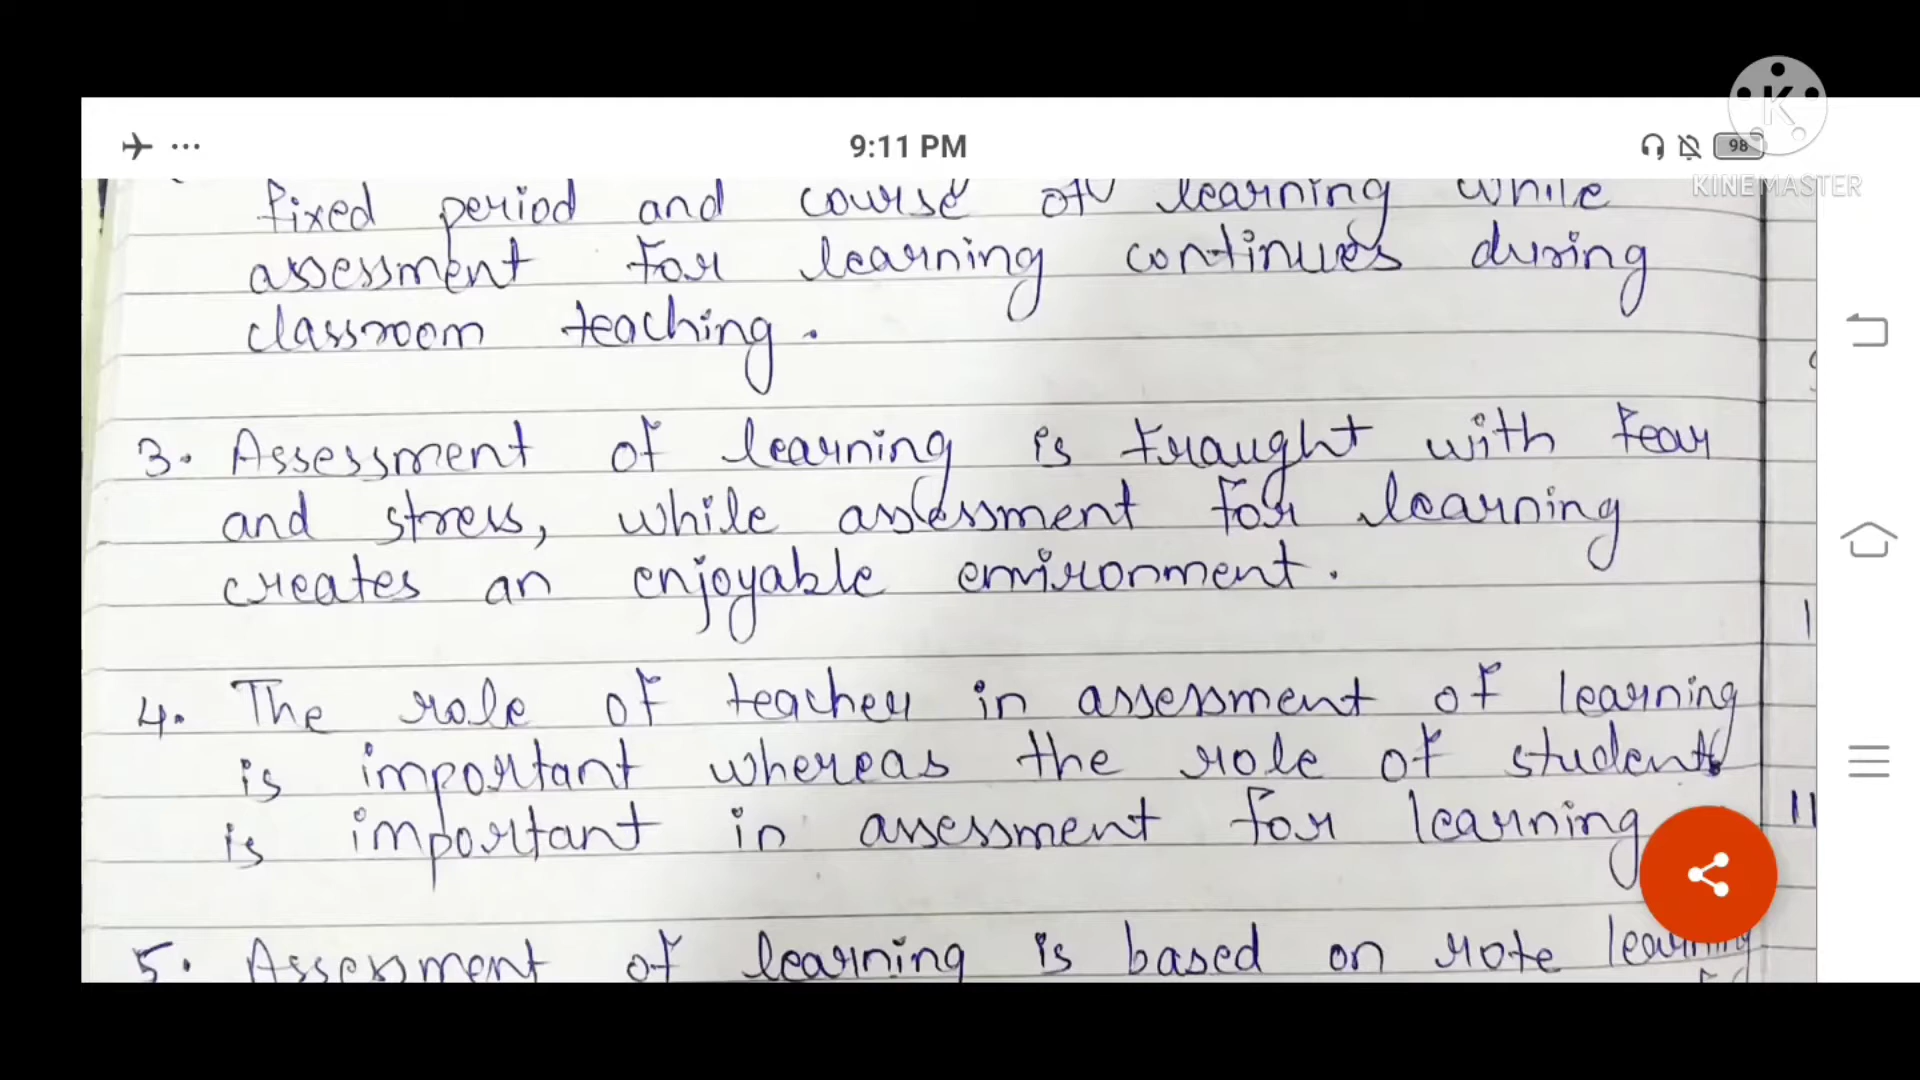 9:11 PM
98
KINEMASTER
fixed period and course of learning while
assessment for learning continues during
classroom teaching.
3. Assessment of learning is fraught with fear
and stress, while assessment for learning
creates an enjoyable environment.
4. The role of teacher in assessment of learning
is important whereas the role of students
is important in assessment for learning
5. Assessment of learning is based on rote learning
11